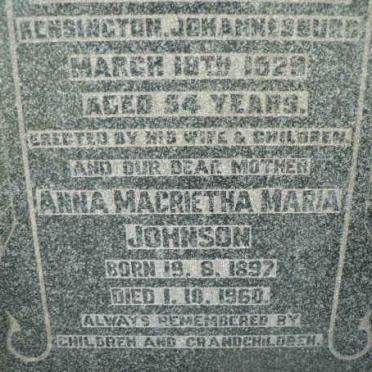 KENSINGTON, JOHANNESBURG
MARCH 18TH 1929
AGED 54 YEARS.
ERECTED BY HIS WIFE & CHILDREN.
AND OUR DEAR MOTHER
ANNA MAGRIETHA MARIA
JOHNSON
BORN 19. 8. 1897
DIED 1. 10. 1960.
ALWAYS REMEMBERED BY
CHILDREN AND GRANDCHILDREN.